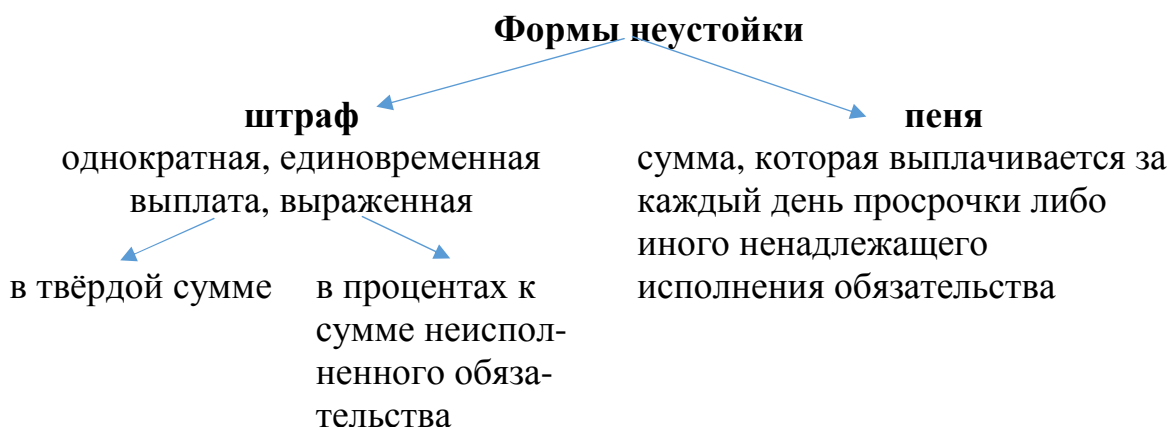 Формы неустойки
штраф
однократная, единовременная
выплата, выраженная
в твёрдой сумме
в процентах к
сумме неиспол-
ненного обяза-
тельства
пеня
сумма, которая выплачивается за
каждый день просрочки либо
иного ненадлежащего
исполнения обязательства